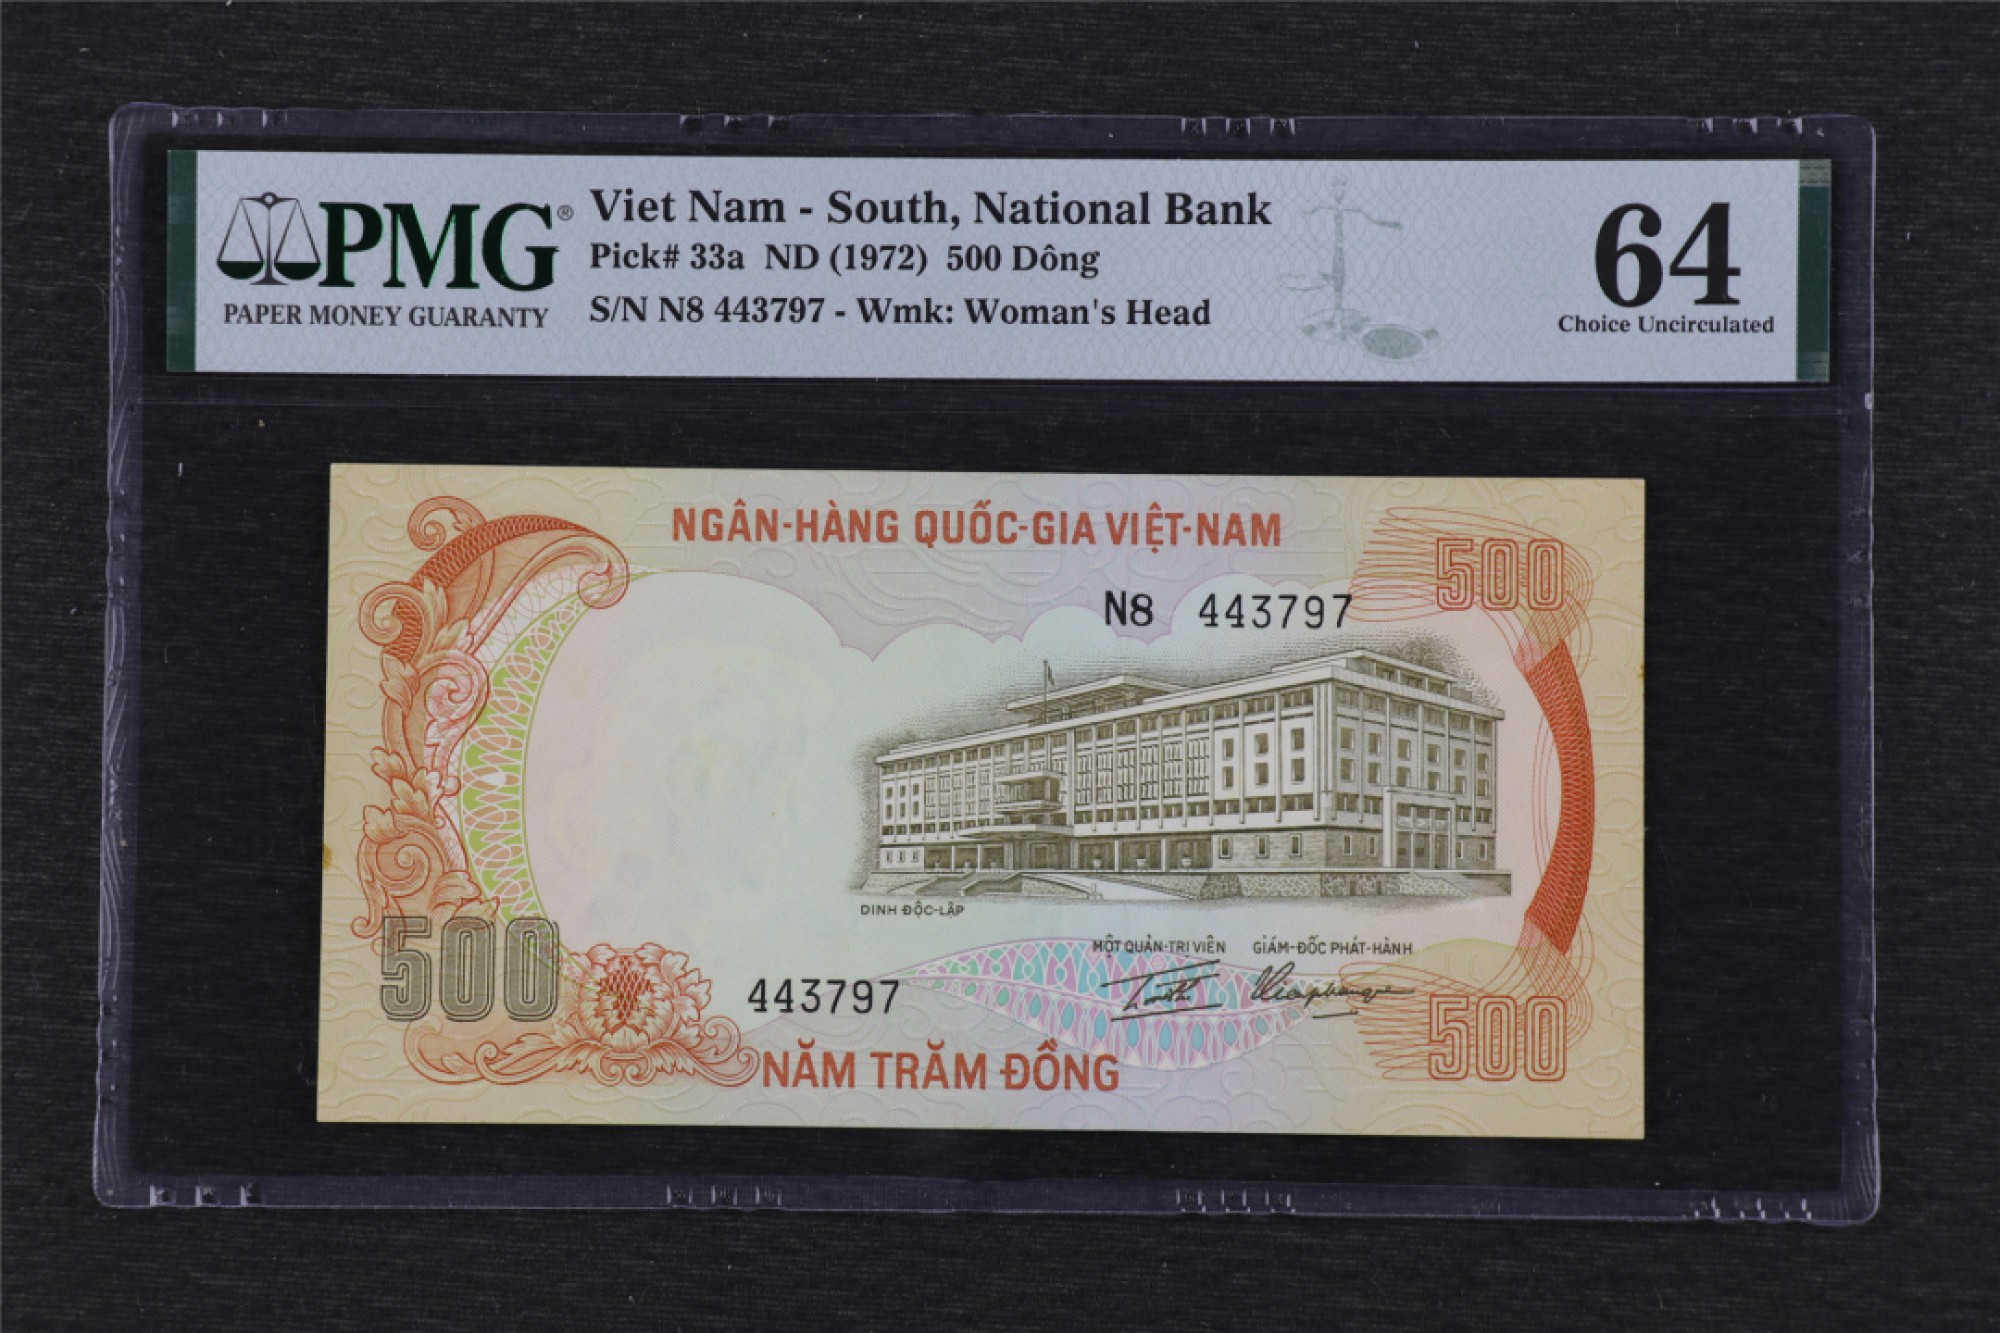 PMG®
PAPER MONEY GUARANTY
Viet Nam - South, National Bank
Pick# 33a ND (1972) 500 Dông
S/N N8 443797 - Wmk: Woman's Head
64
Choice Uncirculated
NGÂN-HÀNG QUỐC-GIA VIỆT-NAM
500
N8 443797
DINH ĐỘC-LẬP
MỘT QUẢN-TRỊ VIÊN GIÁM-ĐỐC PHÁT-HÀNH
500
443797
500
NĂM TRĂM ĐỒNG